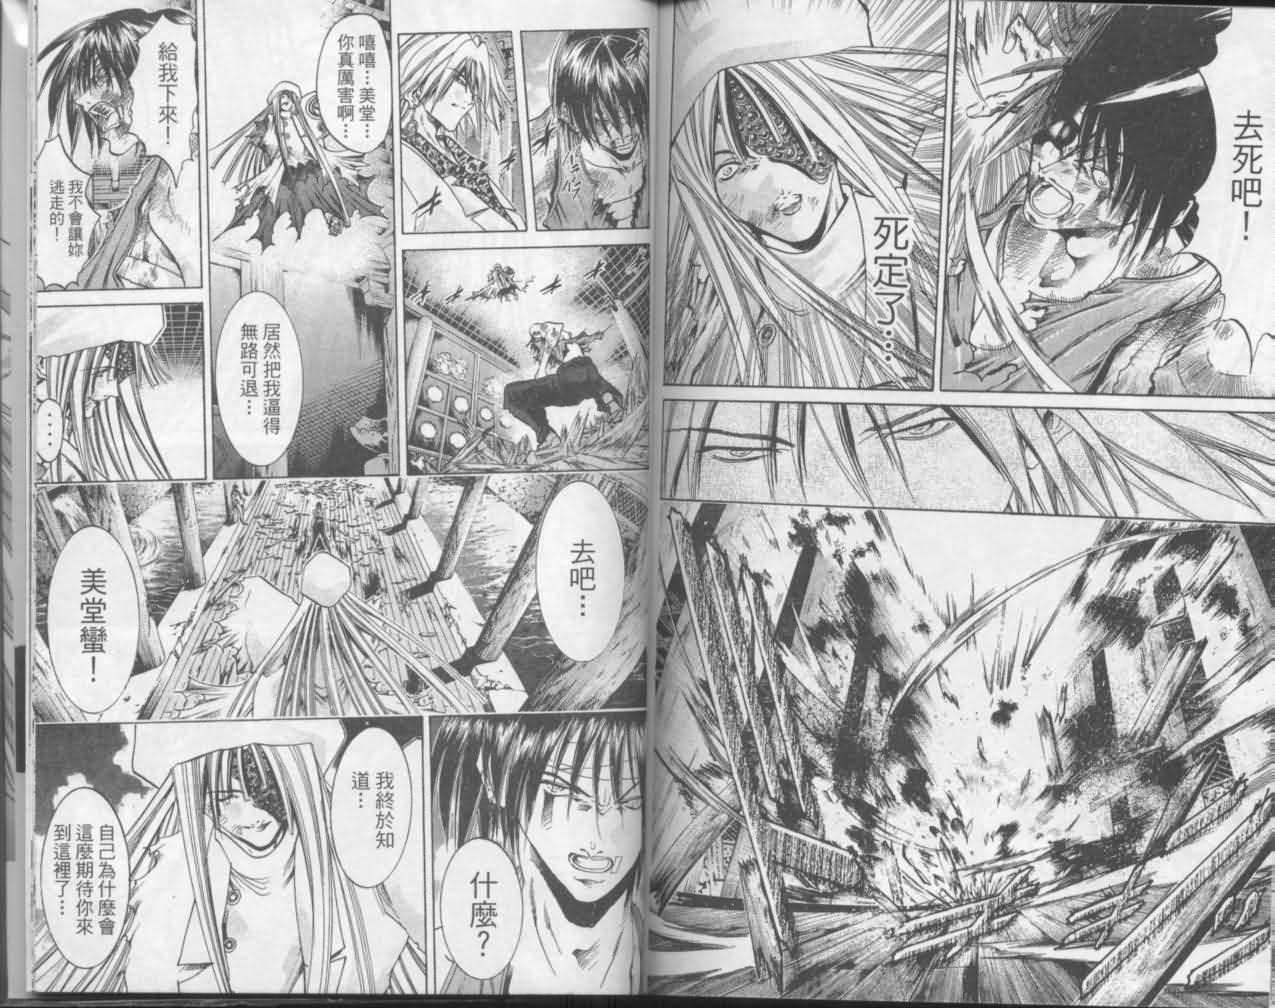 去死吧！
死定了…
嘻嘻…美堂…
你真厲害啊…
給我下來！
我不會讓妳
逃走的！
居然把我逼得
無路可退…
‥‥
去吧…
美堂蠻！
什麼？
我終於知
道…
自己為什麼會
這麼期待你來
到這裡了…